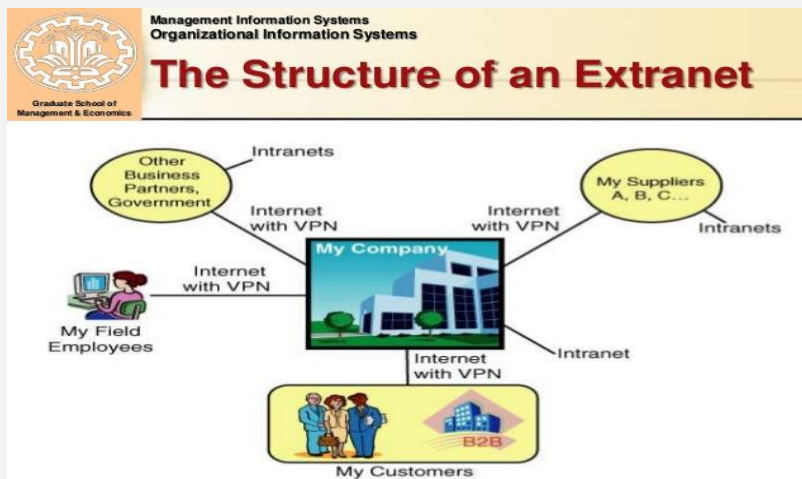 Management Information Systems
Organizational Information Systems
The Structure of an Extranet
Graduate School of
Management & Economics
Other
Business
Partners,
Government
Intranets
Internet
with VPN
My Suppliers
A, B, C...
Intranets
Internet
with VPN
My Company
Internet
with VPN
My Field
Employees
Intranet
Internet
with VPN
B2B
My Customers